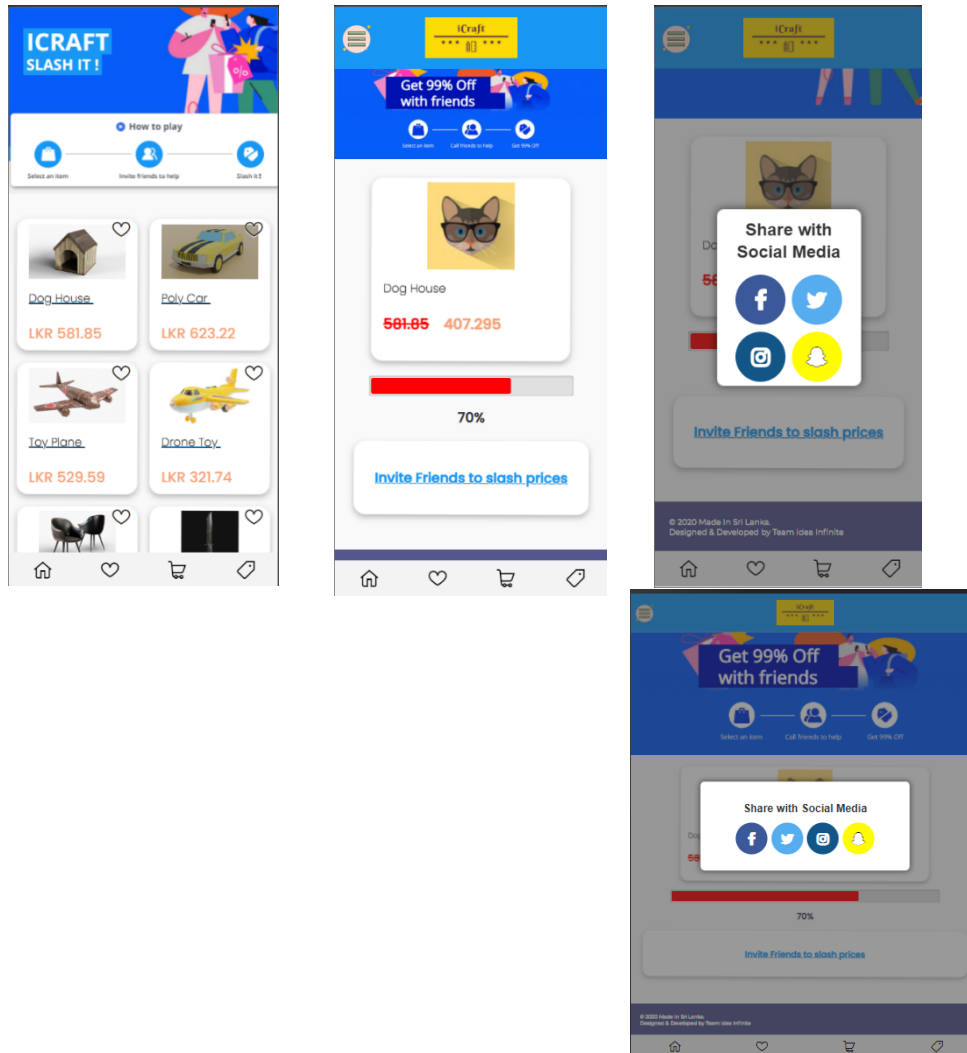 ICRAFT
SLASH IT !
How to play
Select an item
Invite friends to help
Slash it!
Dog House
LKR 581.85
Poly Car
LKR 623.22
Toy Plane
LKR 529.59
Drone Toy
LKR 321.74
iCraft
Get 99% Off
with friends
Select an item
Call friends to help
Get 99% Off
Dog House
581.85 407.295
70%
Invite Friends to slash prices
iCraft
Do
58
Share with
Social Media
Invite Friends to slash prices
© 2020 Made In Sri Lanka.
Designed & Developed by Team Idea Infinite
iCraft
Get 99% Off
with friends
Select an item
Call friends to help
Get 99% Off
Share with Social Media
Dog
58
70%
Invite Friends to slash prices
© 2020 Made In Sri Lanka.
Designed & Developed by Team Idea Infinite